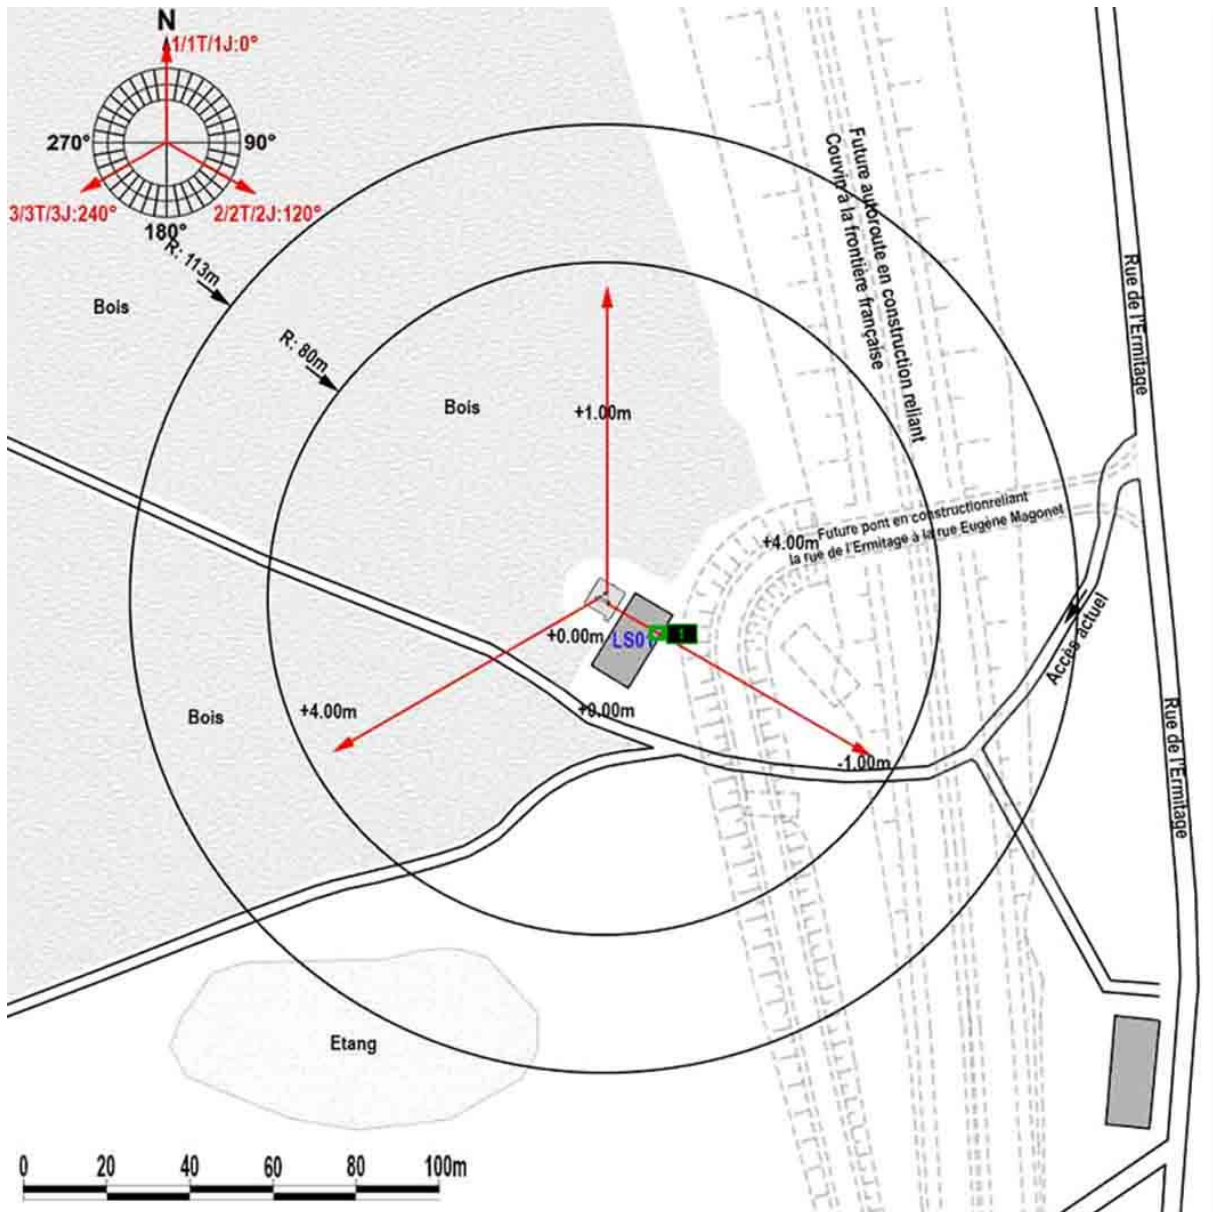 N
1/1T/1J:0°
270°
90°
3/3T/3J:240°
2/2T/2J:120°
180°
R: 113m
Bois
R: 80m
Bois
+1.00m
Future autoroute en construction reliant
Couvin à la frontière française
Rue de l'Ermitage
+4.00m
Future pont en constructionreliant
la rue de l'Ermitage à la rue Eugène Magonet
Accès actuel
+0.00m
LS01
1
Bois
+4.00m
+0.00m
-1.00m
Rue de l'Ermitage
Etang
0 20 40 60 80 100m